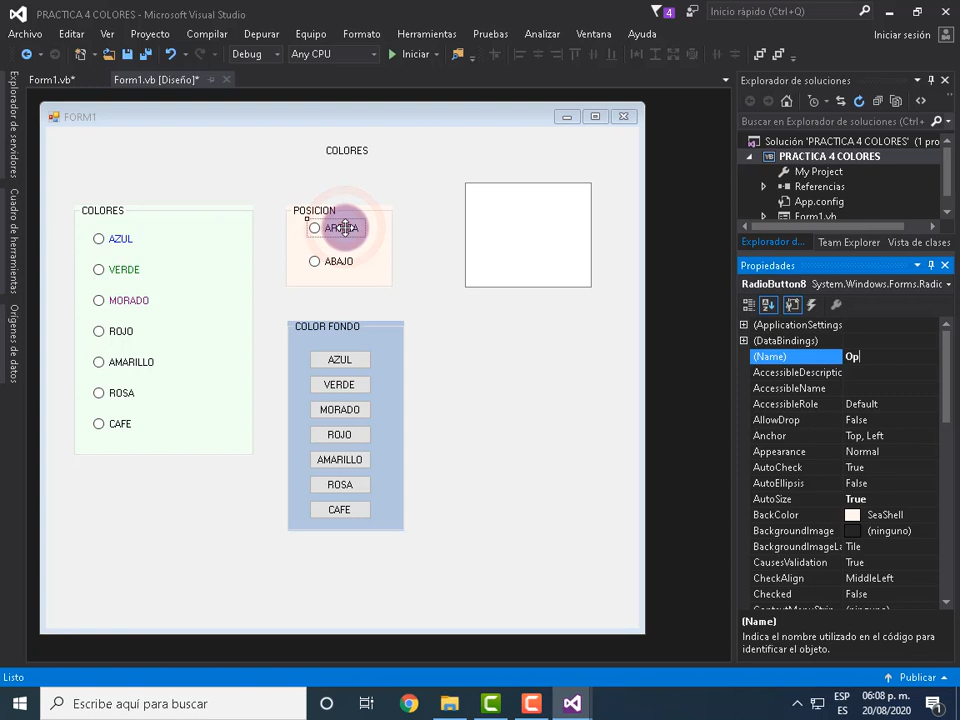 PRACTICA 4 COLORES - Microsoft Visual Studio
4
Inicio rápido (Ctrl+Q)
Archivo Editar Ver Proyecto Compilar Depurar Equipo Formato Herramientas Pruebas Analizar Ventana Ayuda
Iniciar sesión
Debug Any CPU Iniciar
Form1.vb* Form1.vb [Diseño]*
Explorador de servidores
Cuadro de herramientas
Orígenes de datos
FORM1
COLORES
COLORES
AZUL
VERDE
MORADO
ROJO
AMARILLO
ROSA
CAFE
POSICION
ARRIBA
ABAJO
COLOR FONDO
AZUL
VERDE
MORADO
ROJO
AMARILLO
ROSA
CAFE
Explorador de soluciones
Buscar en Explorador de soluciones (Ctrl+
Solución 'PRACTICA 4 COLORES' (1 pro
VB PRACTICA 4 COLORES
My Project
Referencias
App.config
Form1.vb
Explorador d... Team Explorer Vista de clases
Propiedades
RadioButton8 System.Windows.Forms.Radio
(ApplicationSettings
(DataBindings)
(Name) Op
AccessibleDescriptic
AccessibleName
AccessibleRole Default
AllowDrop False
Anchor Top, Left
Appearance Normal
AutoCheck True
AutoEllipsis False
AutoSize True
BackColor SeaShell
BackgroundImage (ninguno)
BackgroundImageLa Tile
CausesValidation True
CheckAlign MiddleLeft
Checked False
(Name)
Indica el nombre utilizado en el código para
identificar el objeto.
Listo
Publicar
Escribe aquí para buscar
ESP
ES
06:08 p. m.
20/08/2020
1